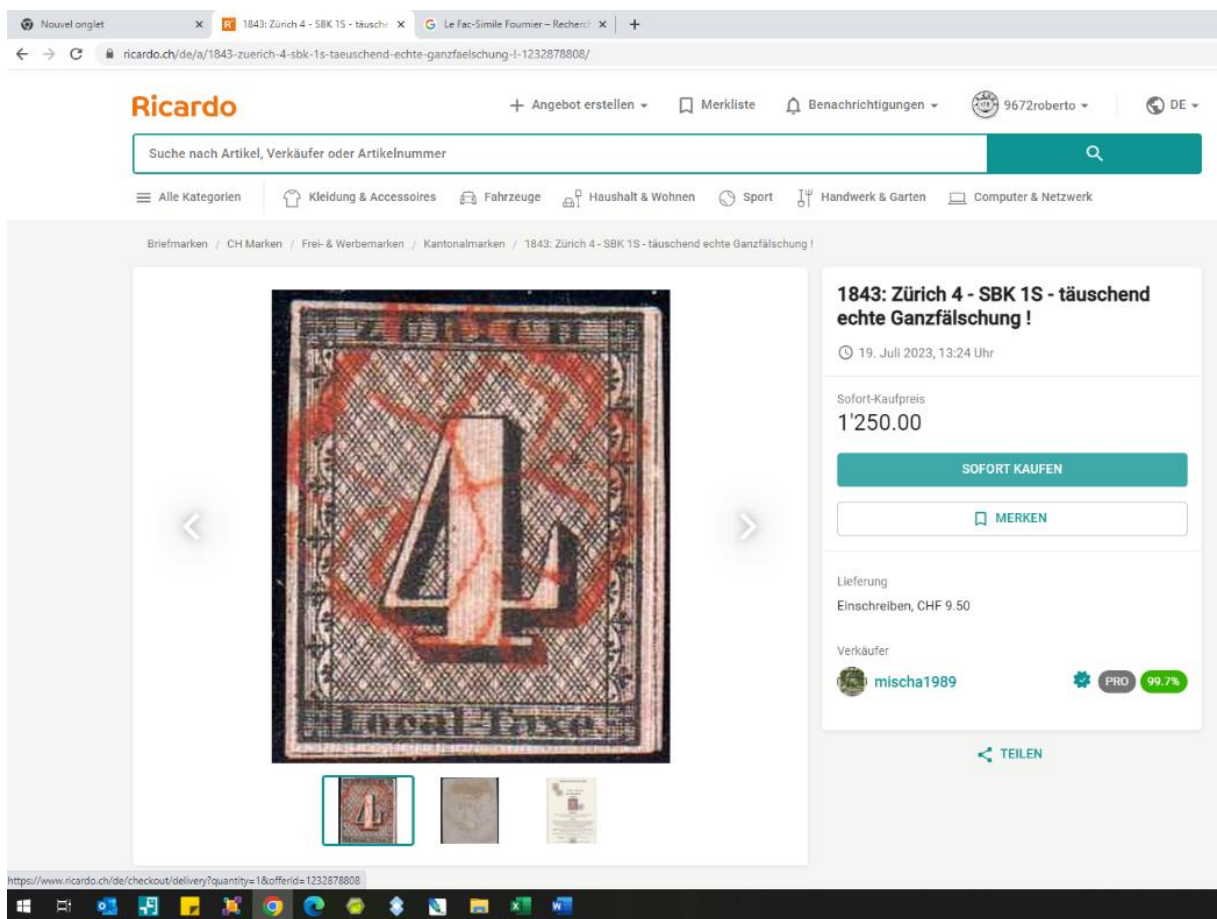 Nouvel onglet
1843: Zürich 4 - SBK 1S - täusche
Le Fac-Simile Fournier – Recherch
ricardo.ch/de/a/1843-zuerich-4-sbk-1s-taeuschend-echte-ganzfaelschung-!-1232878808/
Ricardo
Angebot erstellen
Merkliste
Benachrichtigungen
9672roberto
DE
Suche nach Artikel, Verkäufer oder Artikelnummer
Alle Kategorien
Kleidung & Accessoires
Fahrzeuge
Haushalt & Wohnen
Sport
Handwerk & Garten
Computer & Netzwerk
Briefmarken / CH Marken / Frei- & Werbemarken / Kantonalmarken / 1843: Zürich 4 - SBK 1S - täuschend echte Ganzfälschung !
ZÜRICH
4
Local-Taxe.
1843: Zürich 4 - SBK 1S - täuschend
echte Ganzfälschung !
19. Juli 2023, 13:24 Uhr
Sofort-Kaufpreis
1'250.00
SOFORT KAUFEN
MERKEN
Lieferung
Einschreiben, CHF 9.50
Verkäufer
mischa1989
PRO
99.7%
TEILEN
https://www.ricardo.ch/de/checkout/delivery?quantity=1&offerId=1232878808